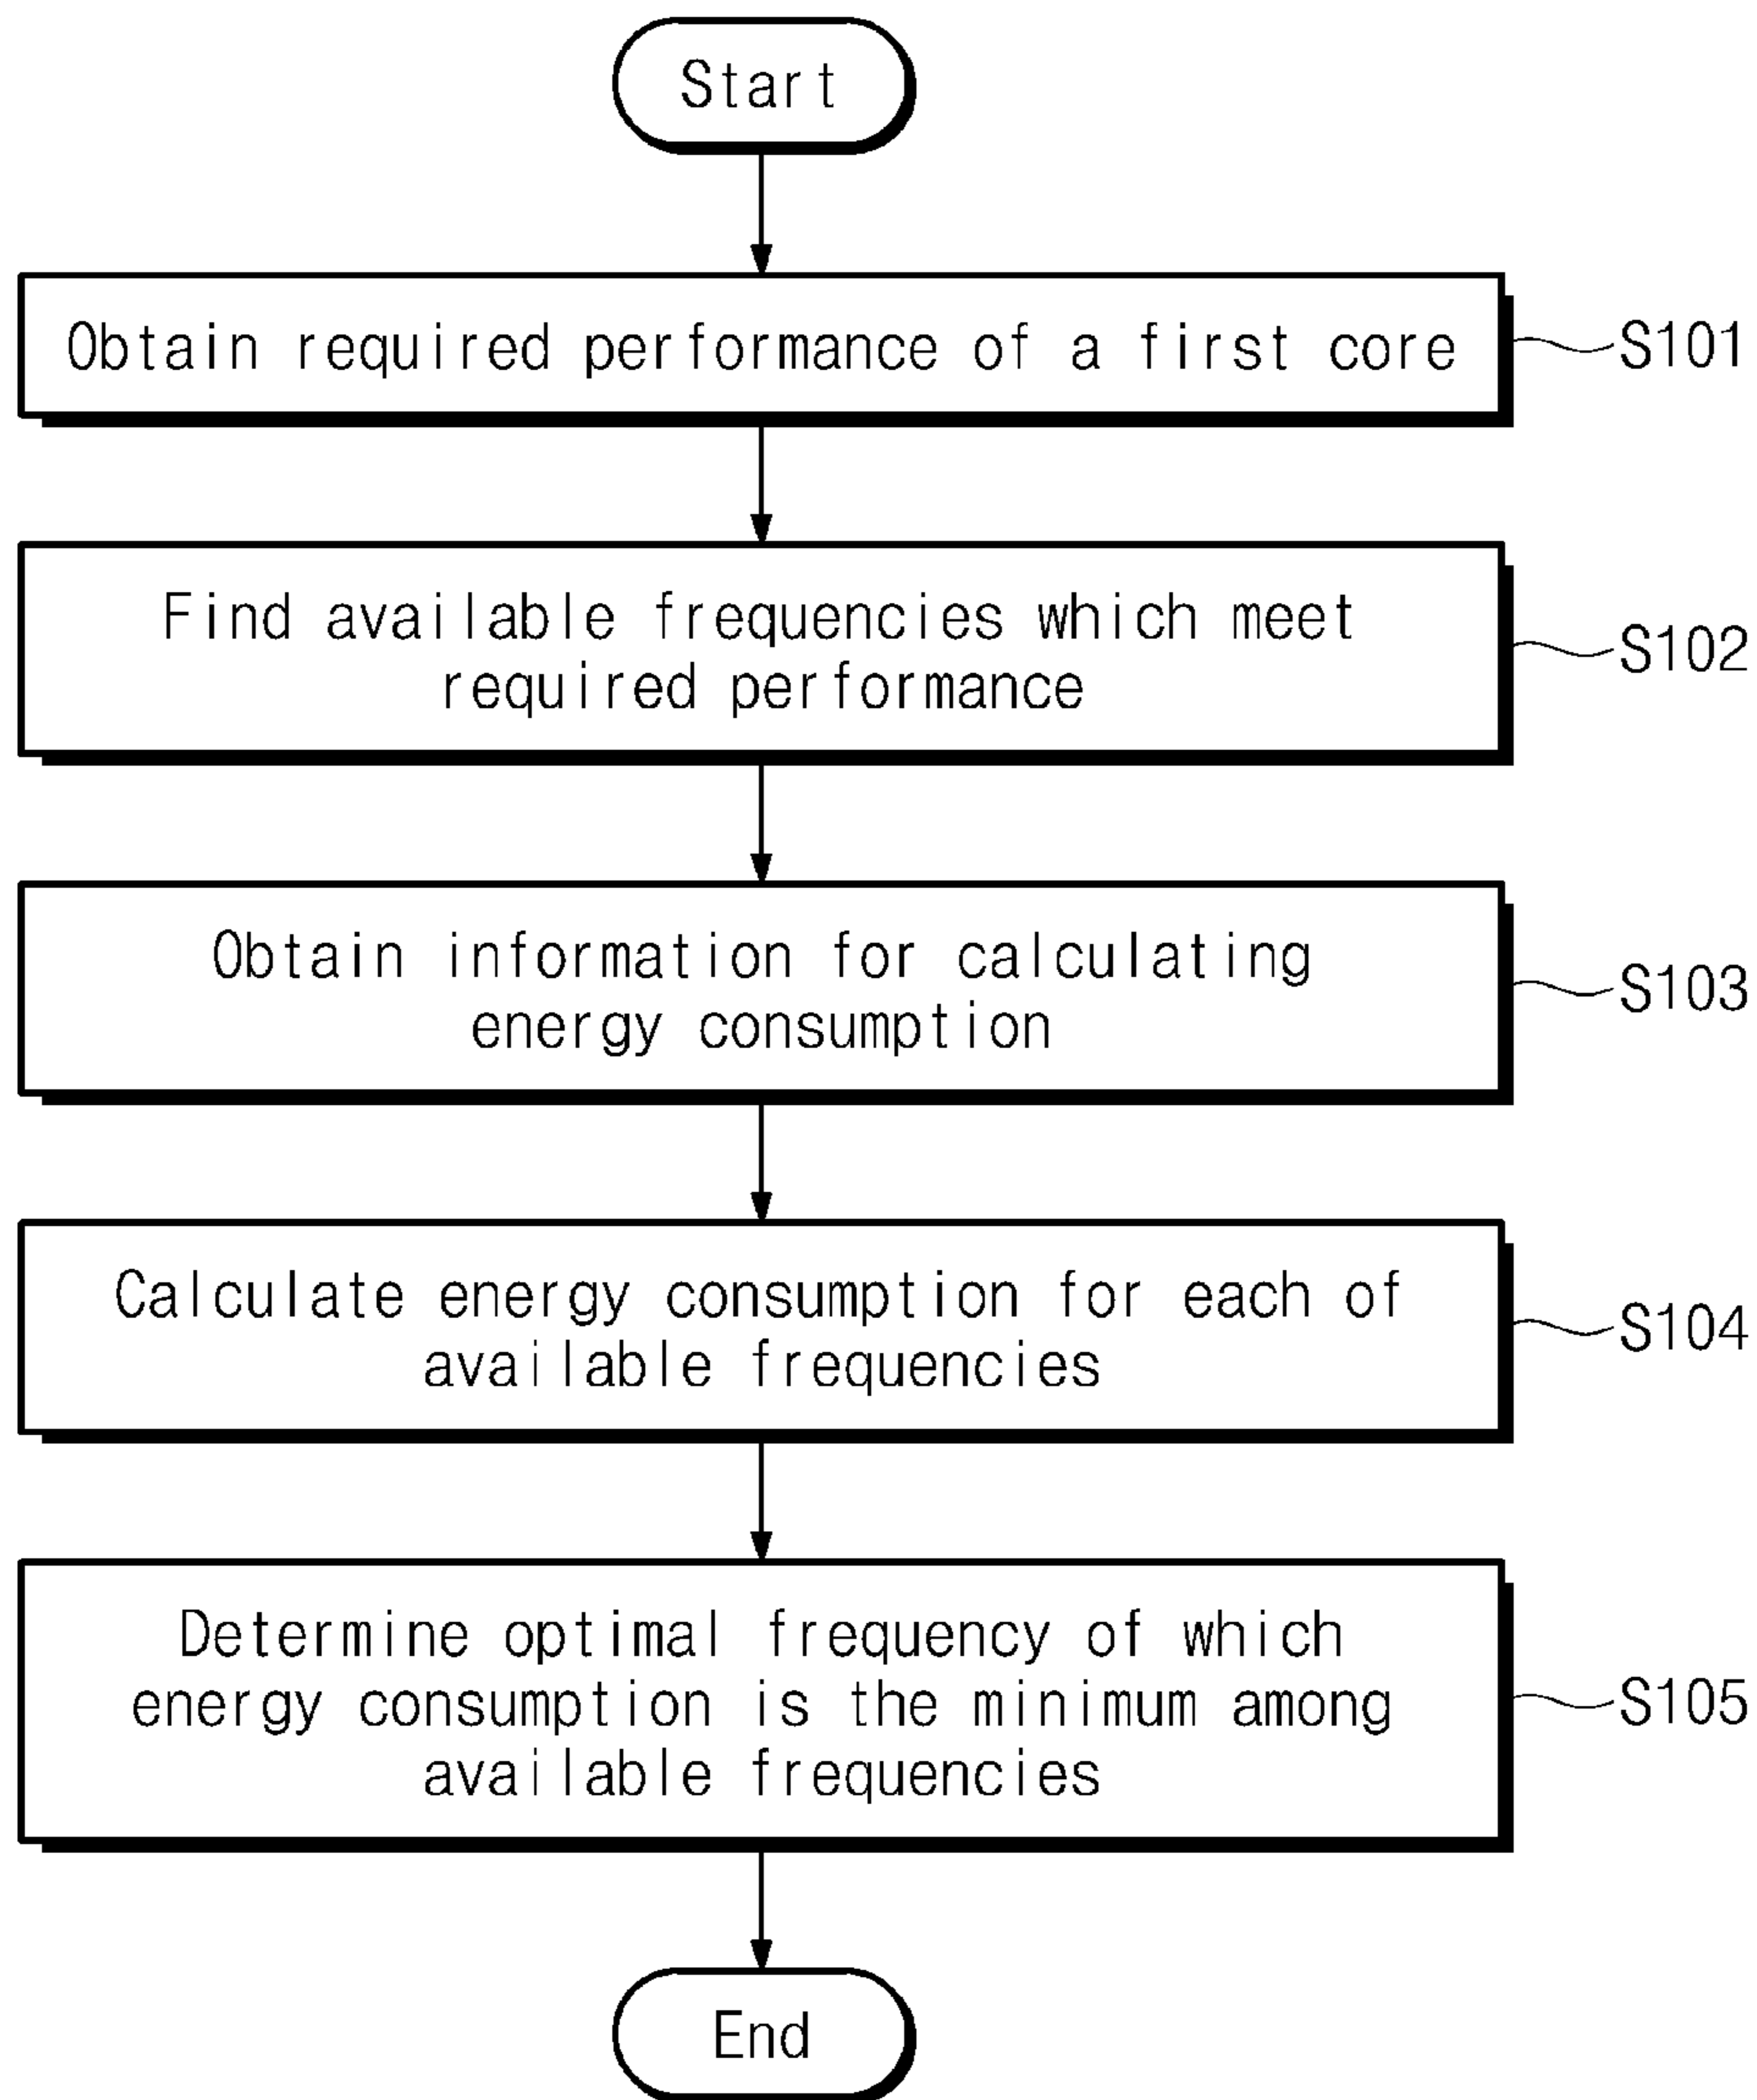 Start
Obtain required performance of a first core
S101
Find available frequencies which meet
required performance
S102
Obtain information for calculating
energy consumption
S103
Calculate energy consumption for each of
available frequencies
S104
Determine optimal frequency of which
energy consumption is the minimum among
available frequencies
S105
End